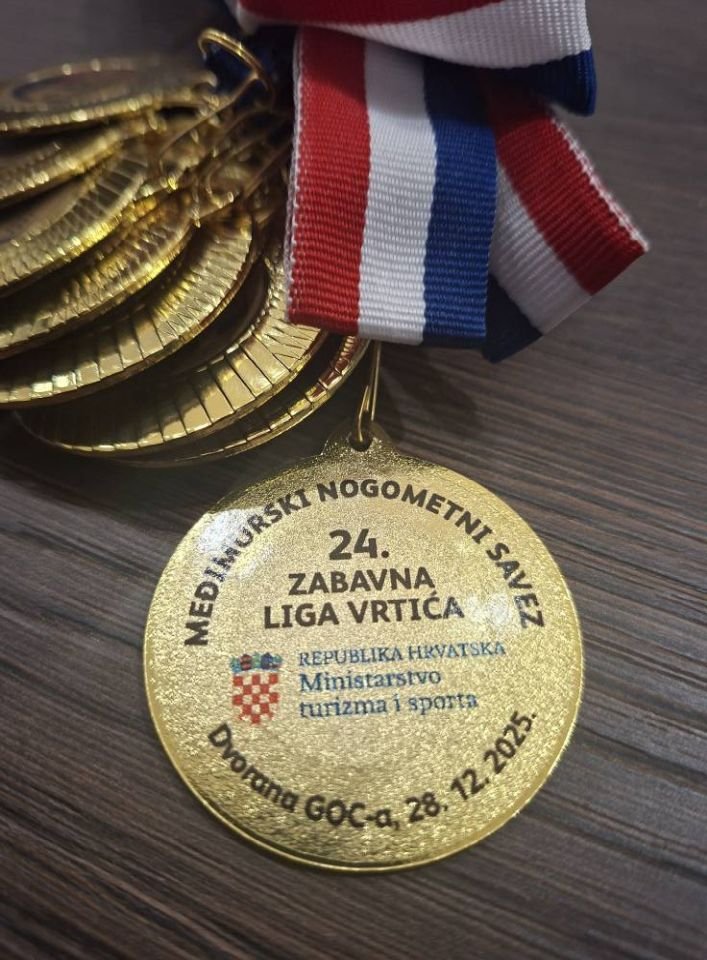 MEĐIMURSKI NOGOMETNI SAVEZ
24.
ZABAVNA
LIGA VRTIĆA
REPUBLIKA HRVATSKA
Ministarstvo
turizma i sporta
Dvorana GOC-a, 28. 12. 2025.